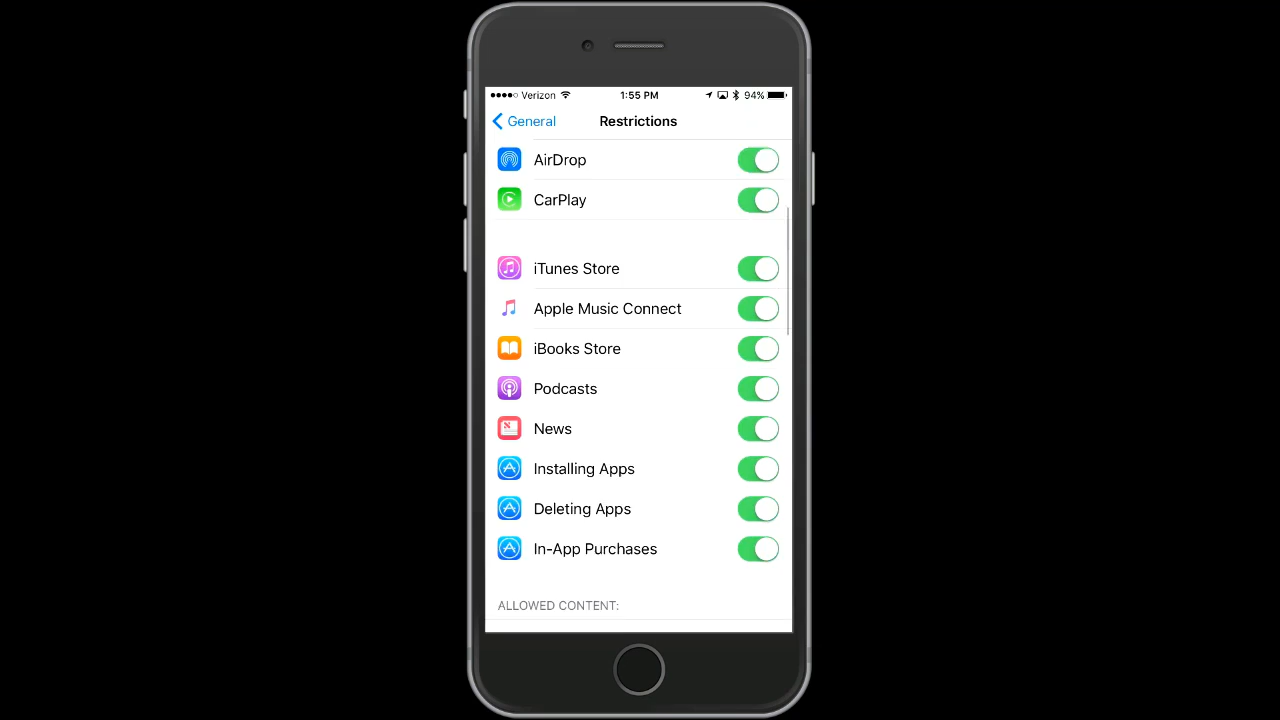 Verizon 1:55 PM 94%
General Restrictions
AirDrop
CarPlay
iTunes Store
Apple Music Connect
iBooks Store
Podcasts
News
Installing Apps
Deleting Apps
In-App Purchases
ALLOWED CONTENT: